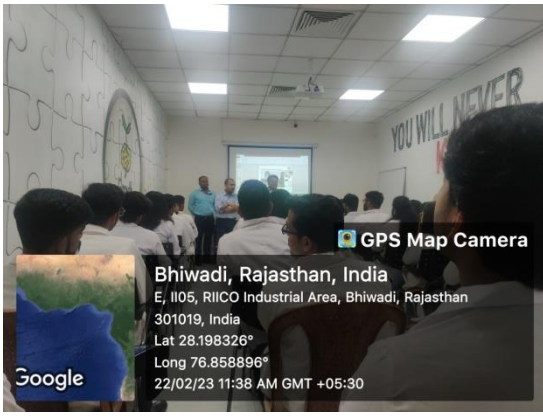 YOU WILL NEVER
K
GPS Map Camera
Bhiwadi, Rajasthan, India
E, II05, RIICO Industrial Area, Bhiwadi, Rajasthan
301019, India
Lat 28.198326°
Long 76.858896°
22/02/23 11:38 AM GMT +05:30
Google